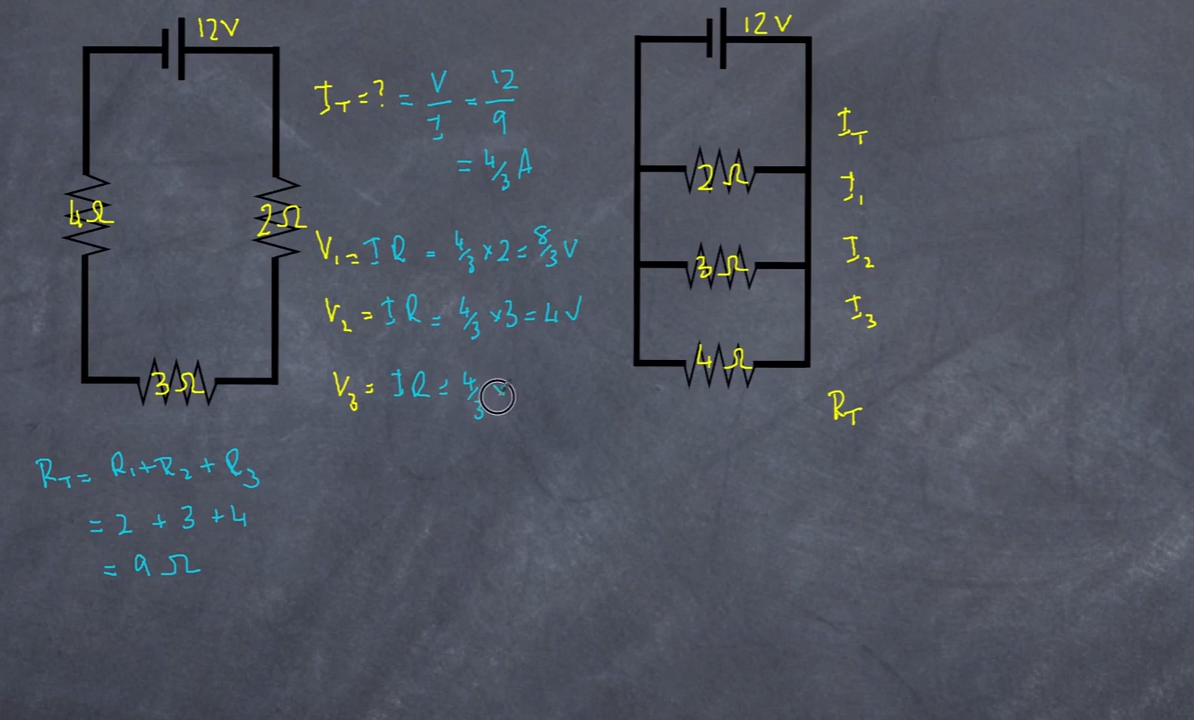 12V
4Ω
2Ω
3Ω
I_T = ? = V/I = 12/9
= 4/3 A
V₁ = IR = 4/3 × 2 = 8/3 V
V₂ = IR = 4/3 × 3 = 4V
V₃ = IR = 4/3 ×
R_T = R₁ + R₂ + R₃
= 2 + 3 + 4
= 9 Ω
12V
2Ω
3Ω
4Ω
I_T
I₁
I₂
I₃
R_T